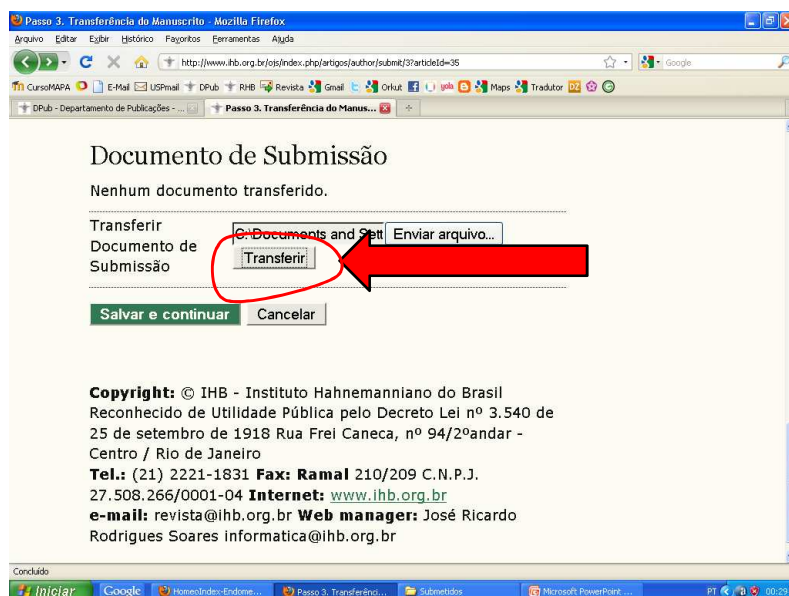 Passo 3. Transferência do Manuscrito - Mozilla Firefox
Arquivo Editar Exibir Histórico Favoritos Ferramentas Ajuda
http://www.ihb.org.br/ojs/index.php/artigos/author/submit/3?articleId=35
Google
CursoMAPA E-Mail USPmail DPub RHB Revista Gmail Orkut Maps Tradutor
DPub - Departamento de Publicações - ... Passo 3. Transferência do Manus...
Documento de Submissão
Nenhum documento transferido.
Transferir Documento de Submissão
C:\Documents and Sett Enviar arquivo...
Transferir
Salvar e continuar Cancelar
Copyright: © IHB - Instituto Hahnemanniano do Brasil
Reconhecido de Utilidade Pública pelo Decreto Lei nº 3.540 de
25 de setembro de 1918 Rua Frei Caneca, nº 94/2ºandar -
Centro / Rio de Janeiro
Tel.: (21) 2221-1831 Fax: Ramal 210/209 C.N.P.J.
27.508.266/0001-04 Internet: www.ihb.org.br
e-mail: revista@ihb.org.br Web manager: José Ricardo
Rodrigues Soares informatica@ihb.org.br
Concluído
Iniciar Google HomeoIndex-Endome... Passo 3. Transferênci... Submetidos Microsoft PowerPoint ... PT 00:29